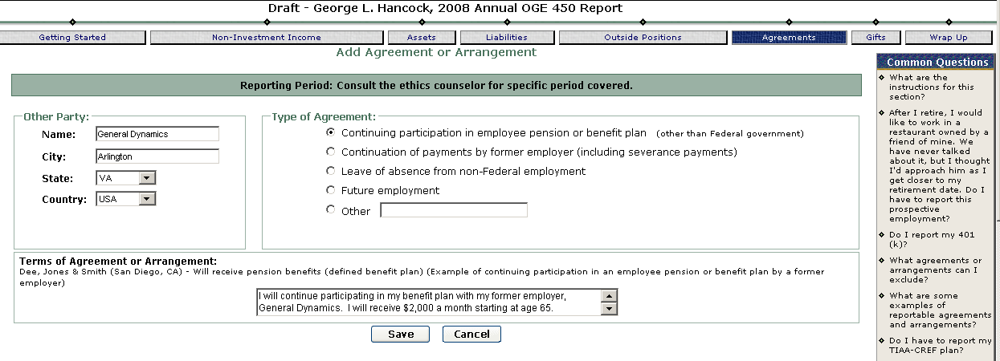 Draft - George L. Hancock, 2008 Annual OGE 450 Report
Getting Started
Non-Investment Income
Assets
Liabilities
Outside Positions
Agreements
Gifts
Wrap Up
Add Agreement or Arrangement
Reporting Period: Consult the ethics counselor for specific period covered.
Other Party:
Name: General Dynamics
City: Arlington
State: VA
Country: USA
Type of Agreement:
Continuing participation in employee pension or benefit plan (other than Federal government)
Continuation of payments by former employer (including severance payments)
Leave of absence from non-Federal employment
Future employment
Other
Terms of Agreement or Arrangement:
Dee, Jones & Smith (San Diego, CA) - Will receive pension benefits (defined benefit plan) (Example of continuing participation in an employee pension or benefit plan by a former
employer)
I will continue participating in my benefit plan with my former employer,
General Dynamics. I will receive $2,000 a month starting at age 65.
Save
Cancel
Common Questions
What are the
instructions for this
section?
After I retire, I would
like to work in a
restaurant owned by a
friend of mine. We
have never talked
about it, but I thought
I'd approach him as I
get closer to my
retirement date. Do I
have to report this
prospective
employment?
Do I report my 401
(k)?
What agreements or
arrangements can I
exclude?
What are some
examples of
reportable agreements
and arrangements?
Do I have to report my
TIAA-CREF plan?